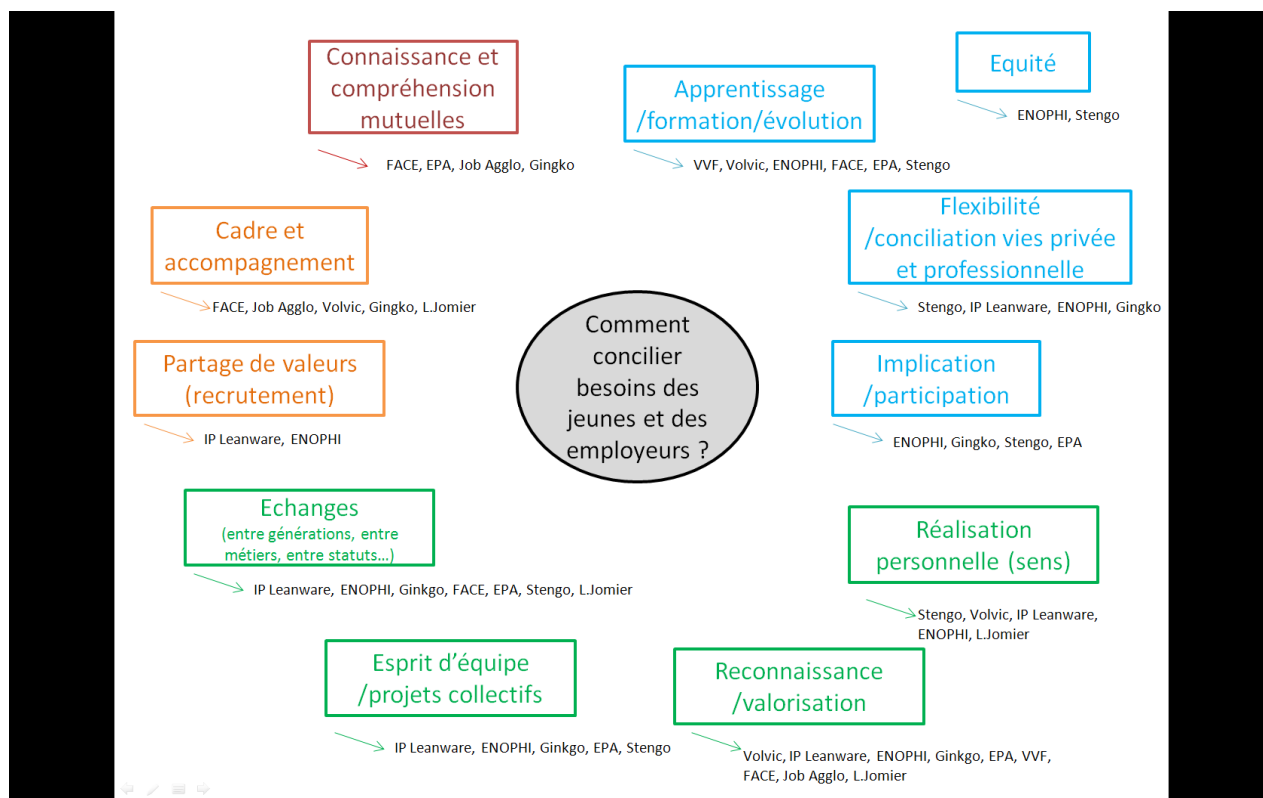 Connaissance et
compréhension
mutuelles
FACE, EPA, Job Agglo, Gingko
Apprentissage
/formation/évolution
VVF, Volvic, ENOPHI, FACE, EPA, Stengo
Equité
ENOPHI, Stengo
Cadre et
accompagnement
FACE, Job Agglo, Volvic, Gingko, L.Jomier
Flexibilité
/conciliation vies privée
et professionnelle
Stengo, IP Leanware, ENOPHI, Gingko
Comment
concilier
besoins des
jeunes et des
employeurs ?
Partage de valeurs
(recrutement)
IP Leanware, ENOPHI
Implication
/participation
ENOPHI, Gingko, Stengo, EPA
Echanges
(entre générations, entre
métiers, entre statuts...)
IP Leanware, ENOPHI, Ginkgo, FACE, EPA, Stengo, L.Jomier
Réalisation
personnelle (sens)
Stengo, Volvic, IP Leanware,
ENOPHI, L.Jomier
Esprit d'équipe
/projets collectifs
IP Leanware, ENOPHI, Ginkgo, EPA, Stengo
Reconnaissance
/valorisation
Volvic, IP Leanware, ENOPHI, Ginkgo, EPA, VVF,
FACE, Job Agglo, L.Jomier